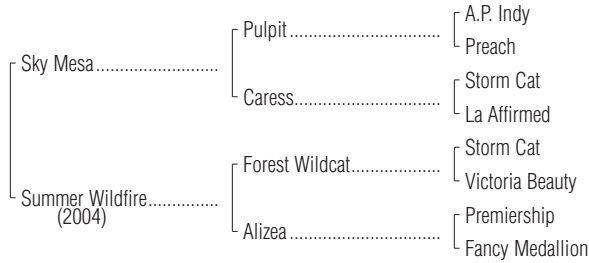 A.P. Indy
Pulpit
Preach
Sky Mesa
Storm Cat
Caress
La Affirmed
Storm Cat
Forest Wildcat
Victoria Beauty
Summer Wildfire
(2004)
Premiership
Alizea
Fancy Medallion